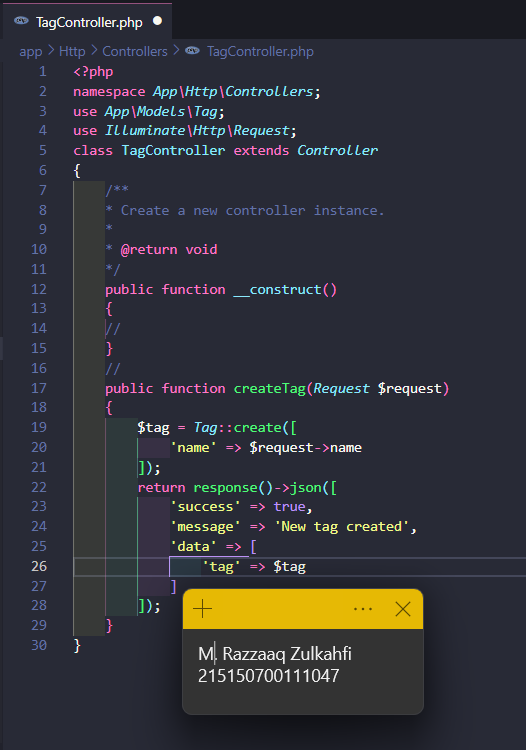 TagController.php
app > Http > Controllers > TagController.php
1 <?php
2 namespace App\Http\Controllers;
3 use App\Models\Tag;
4 use Illuminate\Http\Request;
5 class TagController extends Controller
6 {
7 /**
8 * Create a new controller instance.
9 *
10 * @return void
11 */
12 public function __construct()
13 {
14 //
15 }
16 //
17 public function createTag(Request $request)
18 {
19 $tag = Tag::create([
20 'name' => $request->name
21 ]);
22 return response()->json([
23 'success' => true,
24 'message' => 'New tag created',
25 'data' => [
26 'tag' => $tag
27 ]
28 ]);
29 }
30 }
M. Razzaaq Zulkahfi
215150700111047